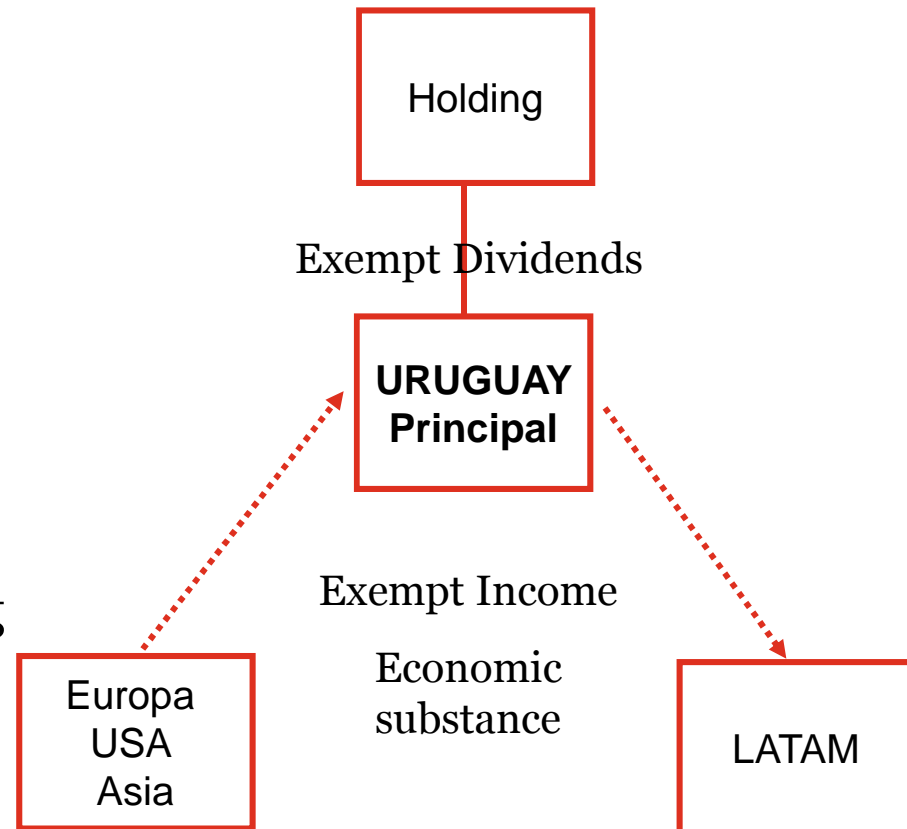 Holding
Exempt Dividends
URUGUAY
Principal
Exempt Income
Economic
substance
Europa
USA
Asia
LATAM